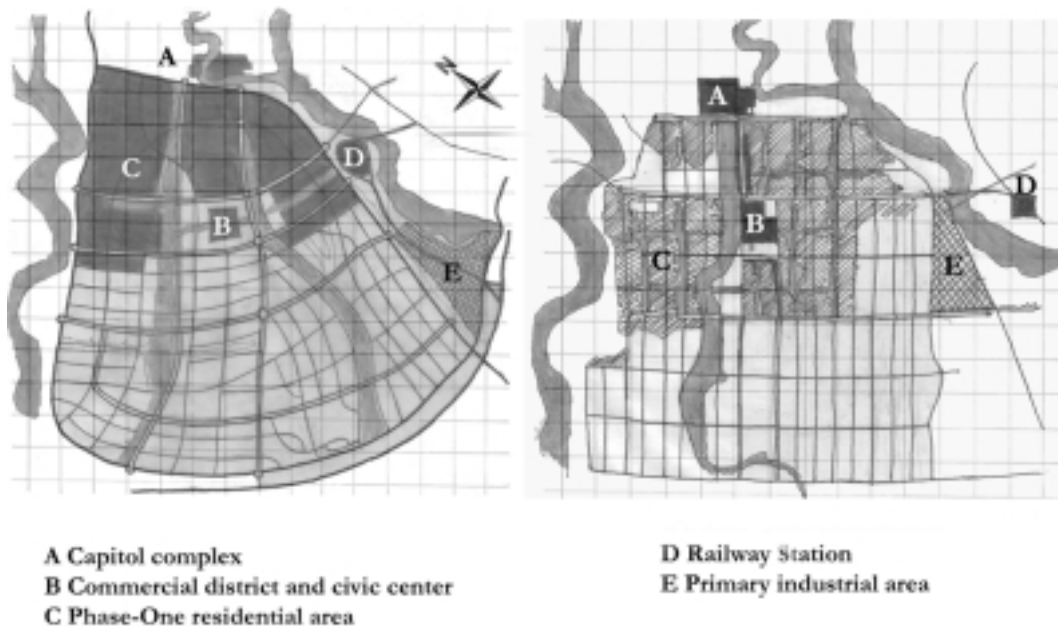 A
N
C
D
B
E
A
D
B
C
E
A Capitol complex
B Commercial district and civic center
C Phase-One residential area
D Railway Station
E Primary industrial area